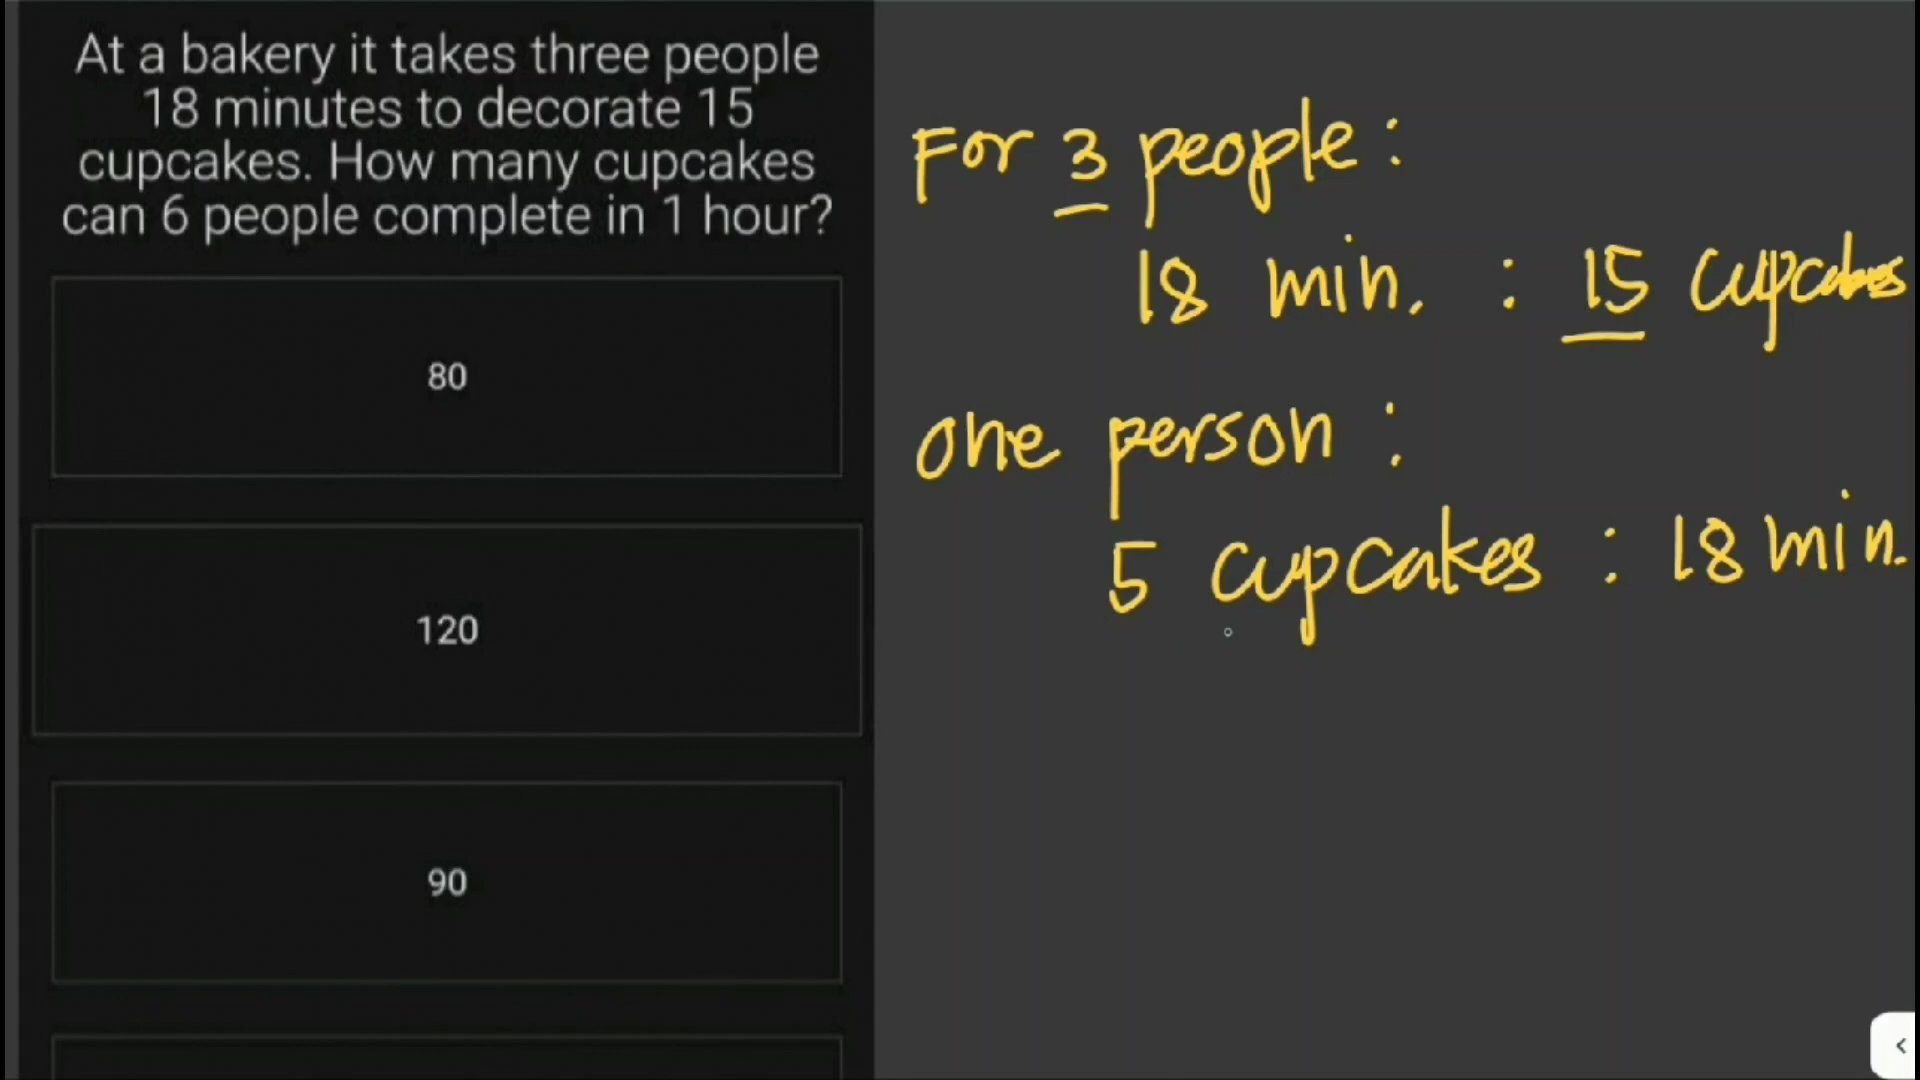 At a bakery it takes three people
18 minutes to decorate 15
cupcakes. How many cupcakes
can 6 people complete in 1 hour?
80
120
90
For 3 people :
18 min. : 15 cupcakes
one person :
5 cupcakes : 18 min.
<